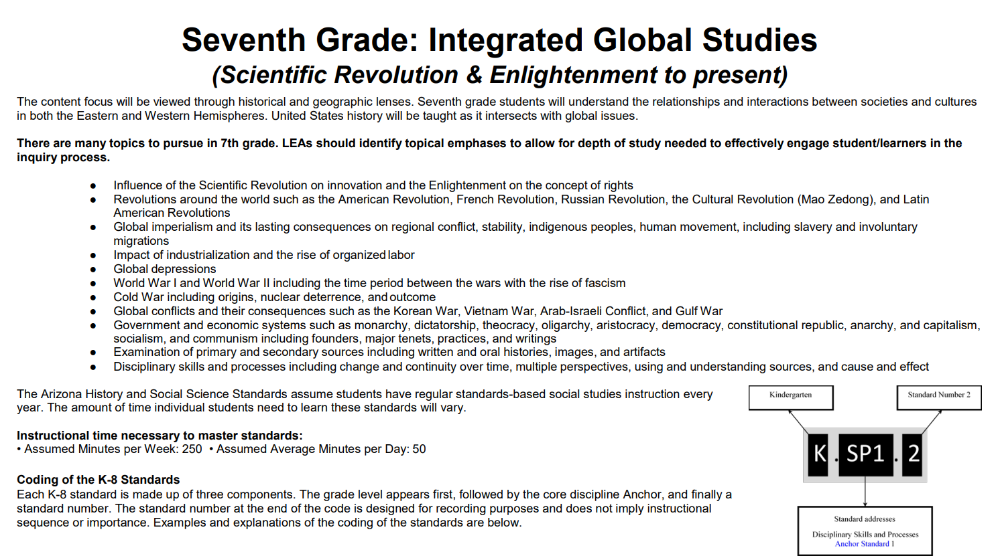 Seventh Grade: Integrated Global Studies
(Scientific Revolution & Enlightenment to present)
The content focus will be viewed through historical and geographic lenses. Seventh grade students will understand the relationships and interactions between societies and cultures
in both the Eastern and Western Hemispheres. United States history will be taught as it intersects with global issues.
There are many topics to pursue in 7th grade. LEAs should identify topical emphases to allow for depth of study needed to effectively engage student/learners in the
inquiry process.
● Influence of the Scientific Revolution on innovation and the Enlightenment on the concept of rights
● Revolutions around the world such as the American Revolution, French Revolution, Russian Revolution, the Cultural Revolution (Mao Zedong), and Latin
American Revolutions
● Global imperialism and its lasting consequences on regional conflict, stability, indigenous peoples, human movement, including slavery and involuntary
migrations
● Impact of industrialization and the rise of organized labor
● Global depressions
● World War I and World War II including the time period between the wars with the rise of fascism
● Cold War including origins, nuclear deterrence, and outcome
● Global conflicts and their consequences such as the Korean War, Vietnam War, Arab-Israeli Conflict, and Gulf War
● Government and economic systems such as monarchy, dictatorship, theocracy, oligarchy, aristocracy, democracy, constitutional republic, anarchy, and capitalism,
socialism, and communism including founders, major tenets, practices, and writings
● Examination of primary and secondary sources including written and oral histories, images, and artifacts
● Disciplinary skills and processes including change and continuity over time, multiple perspectives, using and understanding sources, and cause and effect
The Arizona History and Social Science Standards assume students have regular standards-based social studies instruction every
year. The amount of time individual students need to learn these standards will vary.
Instructional time necessary to master standards:
• Assumed Minutes per Week: 250 • Assumed Average Minutes per Day: 50
Coding of the K-8 Standards
Each K-8 standard is made up of three components. The grade level appears first, followed by the core discipline Anchor, and finally a
standard number. The standard number at the end of the code is designed for recording purposes and does not imply instructional
sequence or importance. Examples and explanations of the coding of the standards are below.
Kindergarten
Standard Number 2
K.SP1.2
Standard addresses
Disciplinary Skills and Processes
Anchor Standard 1